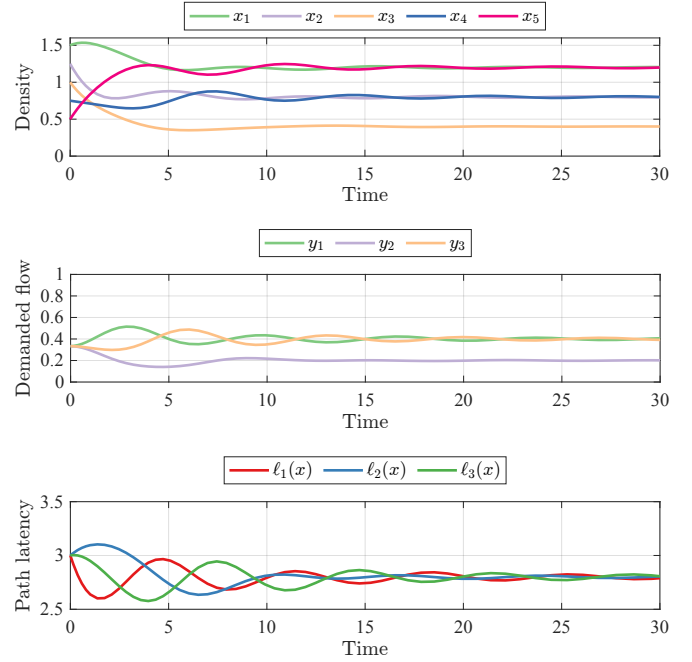 x₁ x₂ x₃ x₄ x₅
1.5
1
0.5
0
Density
0 5 10 15 20 25 30
Time
y₁ y₂ y₃
1
0.8
0.6
0.4
0.2
0
Demanded flow
0 5 10 15 20 25 30
Time
ℓ₁(x) ℓ₂(x) ℓ₃(x)
3.5
3
2.5
Path latency
0 5 10 15 20 25 30
Time